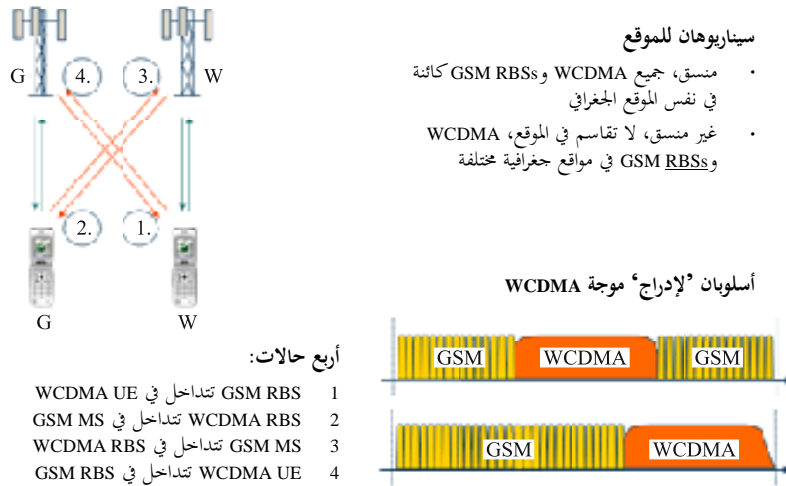 G
4.
3.
W
2.
1.
G
W
سيناريوهان للموقع
· منسق، جميع WCDMA وGSM RBSs كائنة
في نفس الموقع الجغرافي
· غير منسق، لا تقاسم في الموقع، WCDMA
وGSM RBSs في مواقع جغرافية مختلفة
أسلوبان ’لإدراج‘ موجة WCDMA
GSM WCDMA GSM
GSM WCDMA
أربع حالات:
1 GSM RBS تتداخل في WCDMA UE
2 WCDMA RBS تتداخل في GSM MS
3 GSM MS تتداخل في WCDMA RBS
4 WCDMA UE تتداخل في GSM RBS